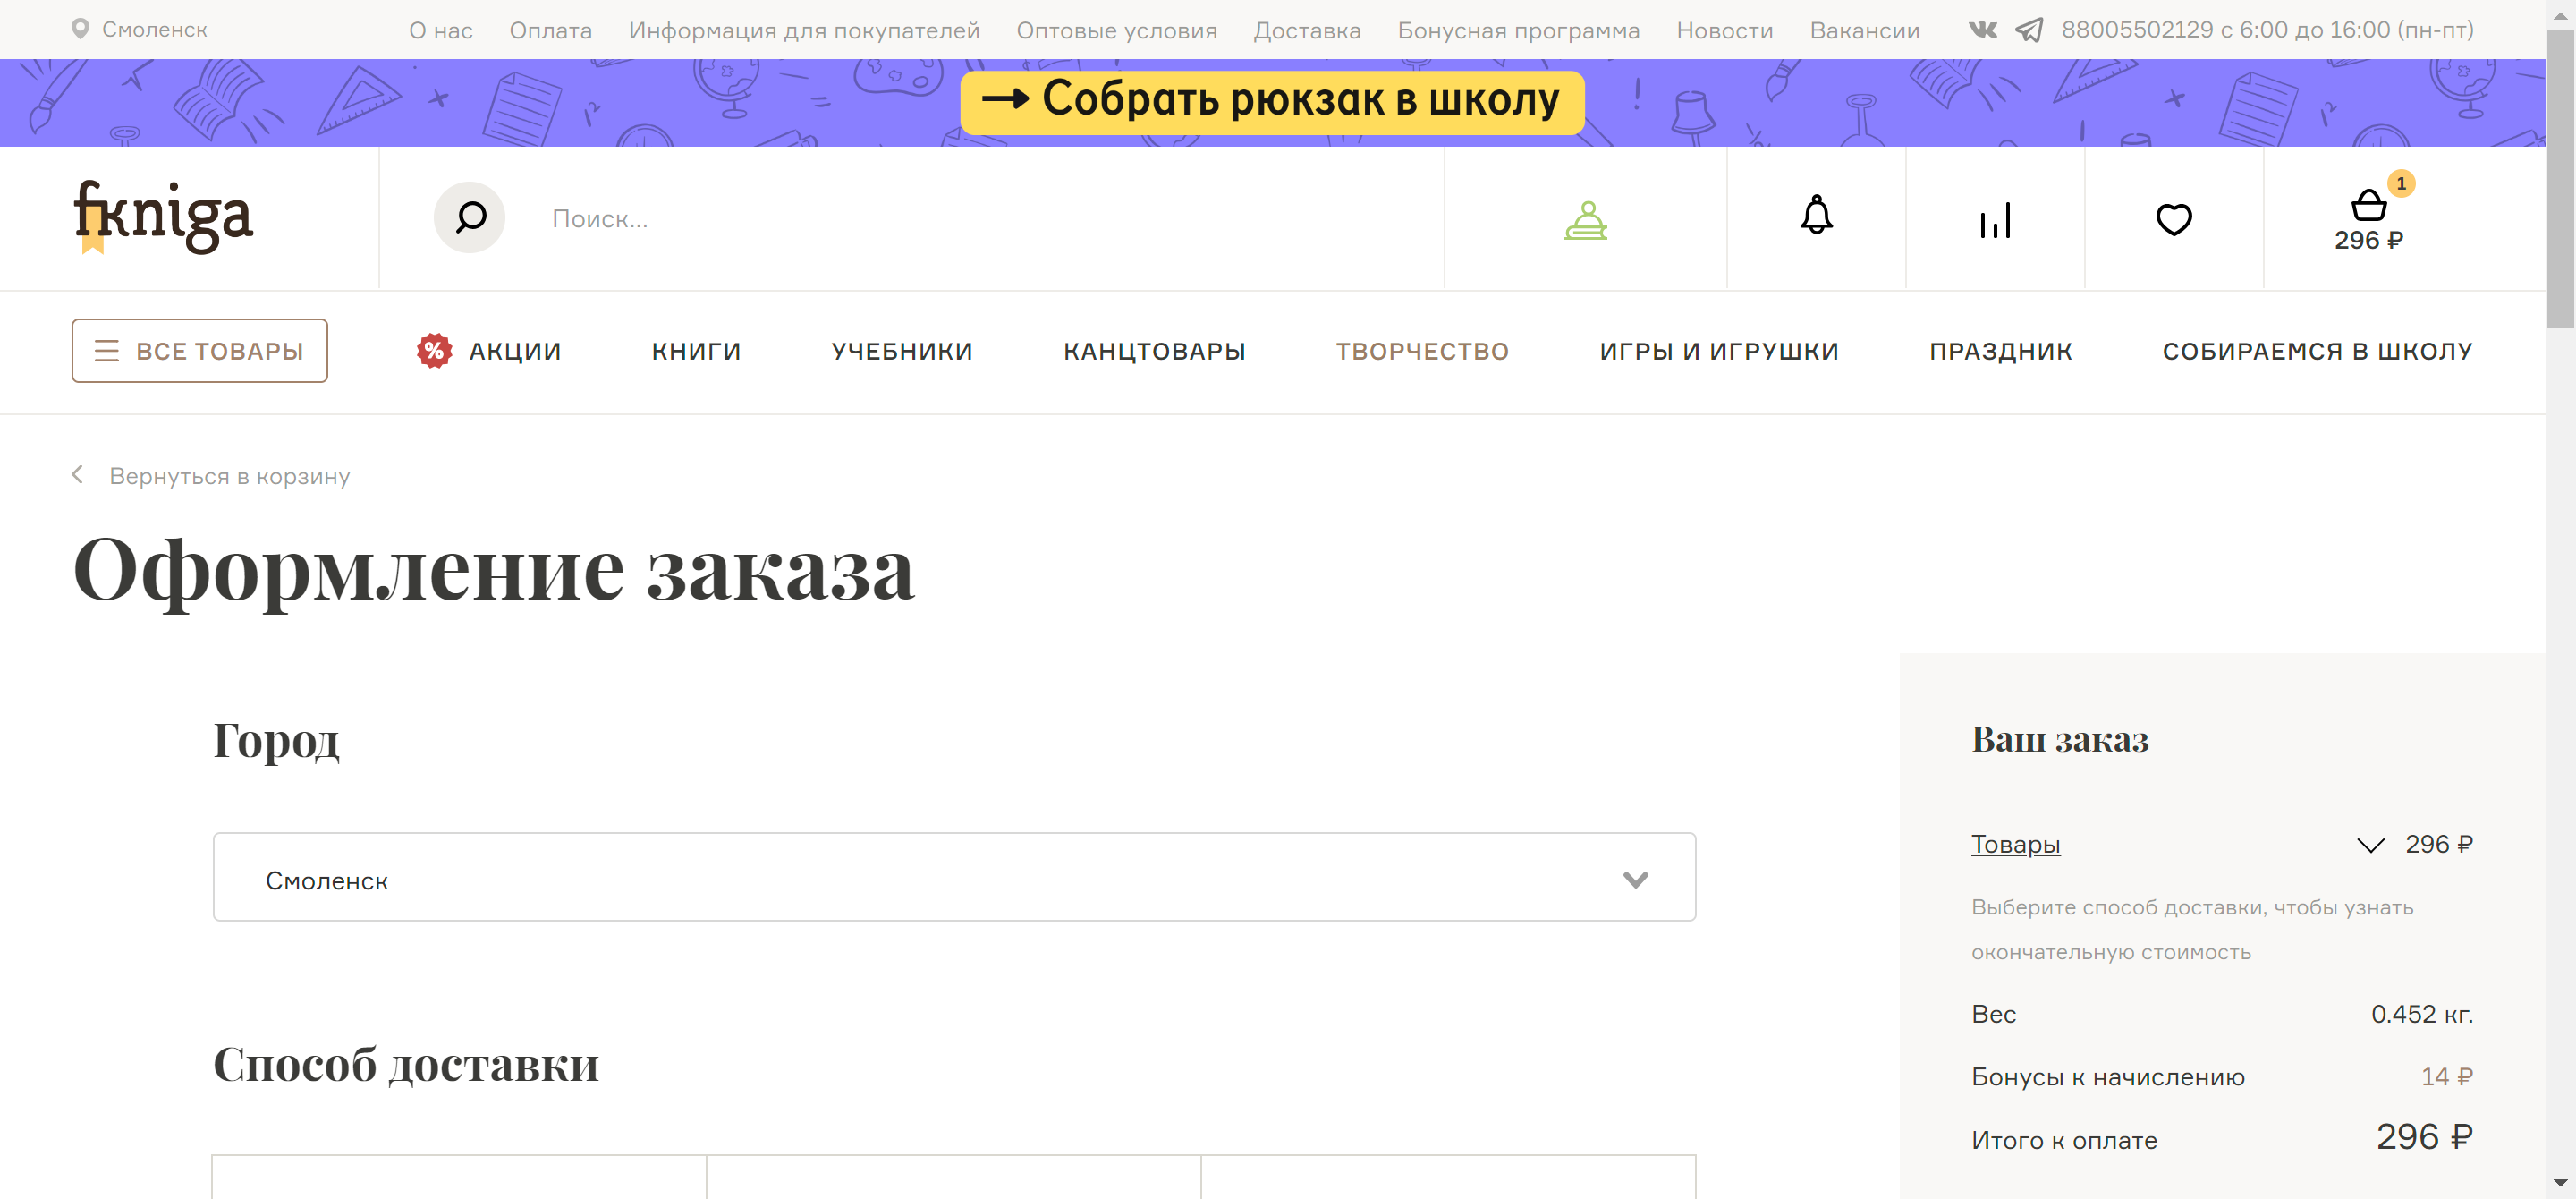 Смоленск
О нас
Оплата
Информация для покупателей
Оптовые условия
Доставка
Бонусная программа
Новости
Вакансии
88005502129 с 6:00 до 16:00 (пн-пт)
→ Собрать рюкзак в школу
fkniga
Поиск...
1
296 ₽
ВСЕ ТОВАРЫ
% АКЦИИ
КНИГИ
УЧЕБНИКИ
КАНЦТОВАРЫ
ТВОРЧЕСТВО
ИГРЫ И ИГРУШКИ
ПРАЗДНИК
СОБИРАЕМСЯ В ШКОЛУ
Вернуться в корзину
Оформление заказа
Город
Смоленск
Способ доставки
Ваш заказ
Товары 296 ₽
Выберите способ доставки, чтобы узнать
окончательную стоимость
Вес 0.452 кг.
Бонусы к начислению 14 ₽
Итого к оплате 296 ₽